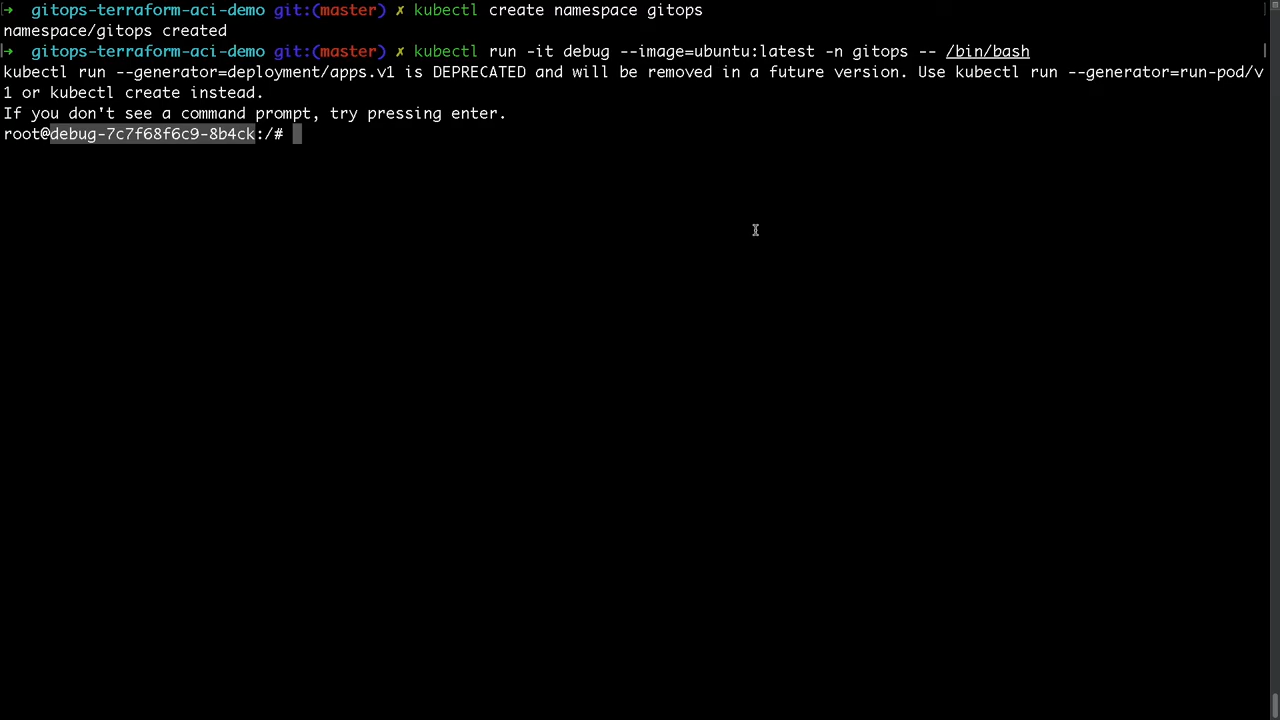 ➜  gitops-terraform-aci-demo git:(master) ✗ kubectl create namespace gitops
namespace/gitops created
➜  gitops-terraform-aci-demo git:(master) ✗ kubectl run -it debug --image=ubuntu:latest -n gitops -- /bin/bash
kubectl run --generator=deployment/apps.v1 is DEPRECATED and will be removed in a future version. Use kubectl run --generator=run-pod/v
1 or kubectl create instead.
If you don't see a command prompt, try pressing enter.
root@debug-7c7f68f6c9-8b4ck:/#